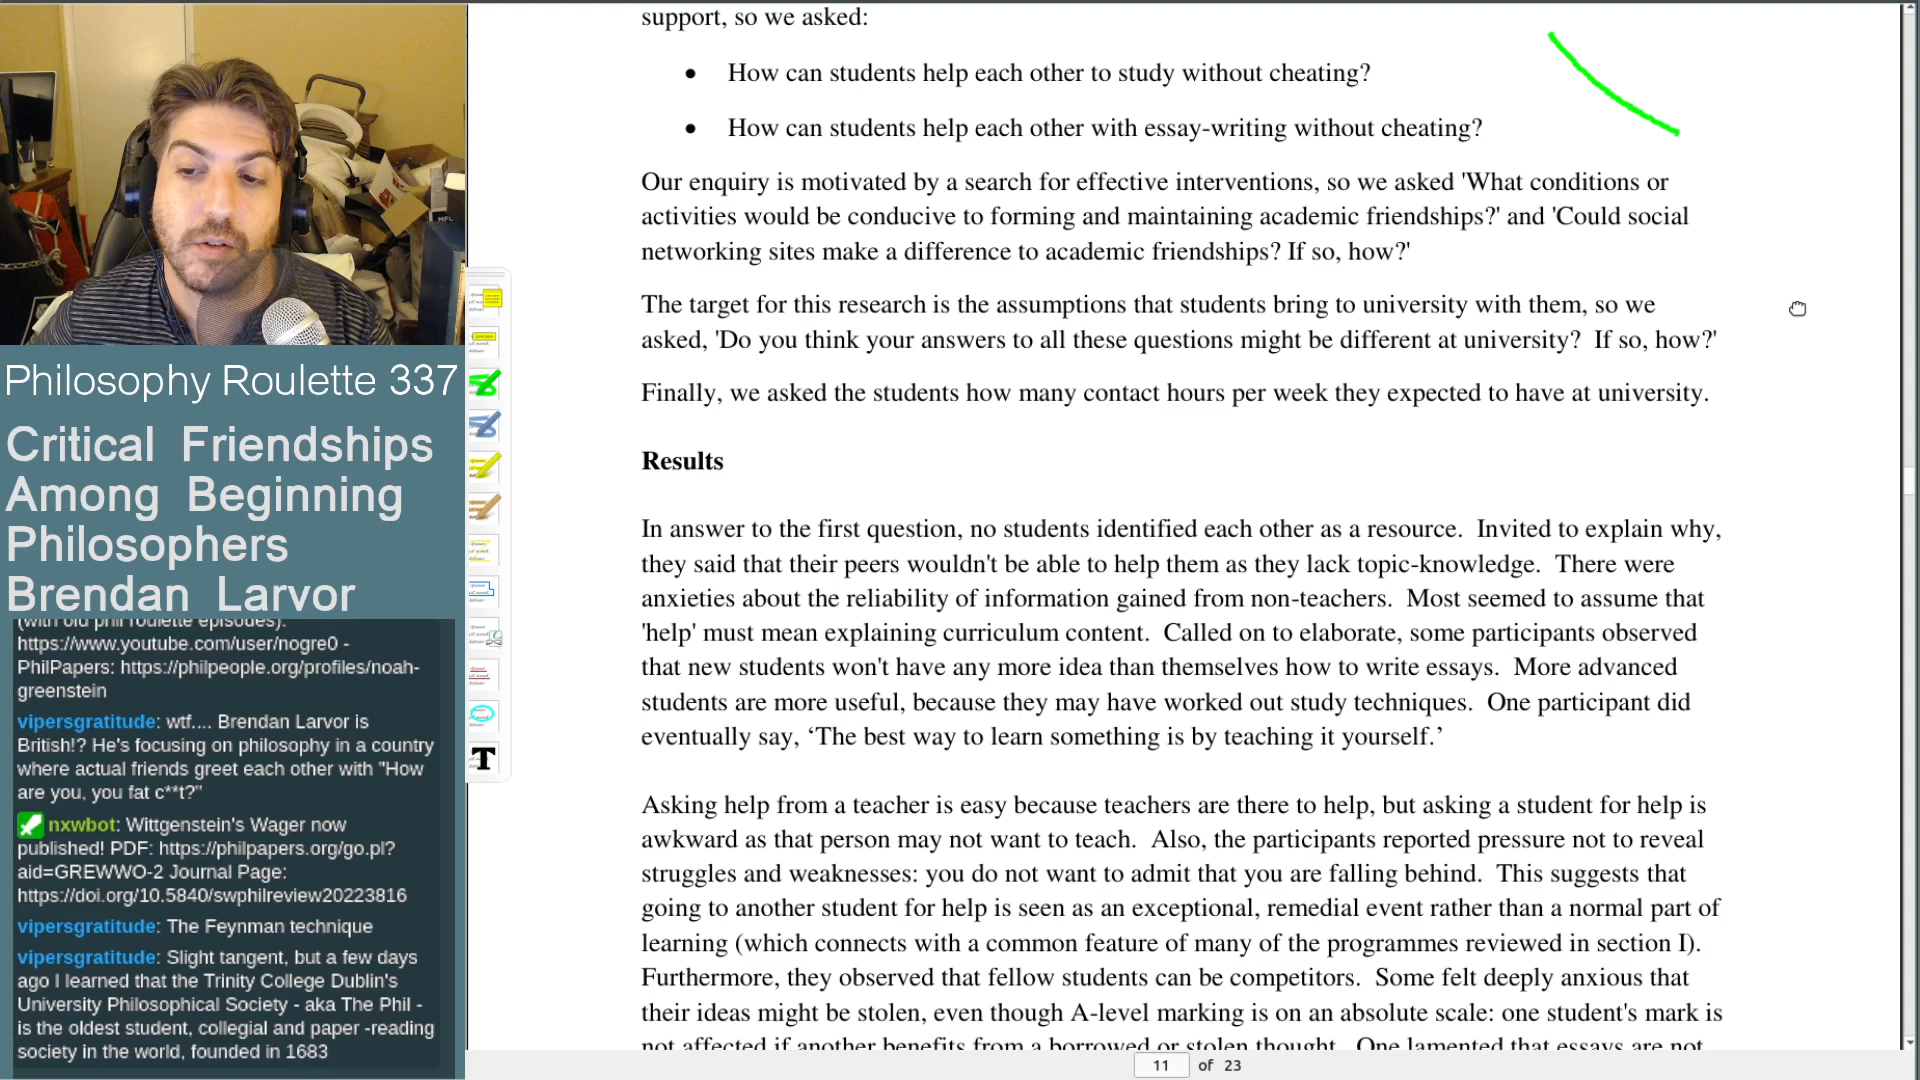 support, so we asked:
• How can students help each other to study without cheating?
• How can students help each other with essay-writing without cheating?
Our enquiry is motivated by a search for effective interventions, so we asked 'What conditions or
activities would be conducive to forming and maintaining academic friendships?' and 'Could social
networking sites make a difference to academic friendships? If so, how?'
The target for this research is the assumptions that students bring to university with them, so we
asked, 'Do you think your answers to all these questions might be different at university?  If so, how?'
Finally, we asked the students how many contact hours per week they expected to have at university.
Results
In answer to the first question, no students identified each other as a resource.  Invited to explain why,
they said that their peers wouldn't be able to help them as they lack topic-knowledge.  There were
anxieties about the reliability of information gained from non-teachers.  Most seemed to assume that
'help' must mean explaining curriculum content.  Called on to elaborate, some participants observed
that new students won't have any more idea than themselves how to write essays.  More advanced
students are more useful, because they may have worked out study techniques.  One participant did
eventually say, ‘The best way to learn something is by teaching it yourself.’
Asking help from a teacher is easy because teachers are there to help, but asking a student for help is
awkward as that person may not want to teach.  Also, the participants reported pressure not to reveal
struggles and weaknesses: you do not want to admit that you are falling behind.  This suggests that
going to another student for help is seen as an exceptional, remedial event rather than a normal part of
learning (which connects with a common feature of many of the programmes reviewed in section I).
Furthermore, they observed that fellow students can be competitors.  Some felt deeply anxious that
their ideas might be stolen, even though A-level marking is on an absolute scale: one student's mark is
not affected if another benefits from a borrowed or stolen thought.  One lamented that essays are not
11 of 23
T
Philosophy Roulette 337
Critical Friendships
Among Beginning
Philosophers
Brendan Larvor
(with old phil roulette episodes):
https://www.youtube.com/user/nogre0 -
PhilPapers: https://philpeople.org/profiles/noah-
greenstein
vipersgratitude: wtf.... Brendan Larvor is
British!? He's focusing on philosophy in a country
where actual friends greet each other with "How
are you, you fat c**t?"
nxwbot: Wittgenstein's Wager now
published! PDF: https://philpapers.org/go.pl?
aid=GREWWO-2 Journal Page:
https://doi.org/10.5840/swphilreview20223816
vipersgratitude: The Feynman technique
vipersgratitude: Slight tangent, but a few days
ago I learned that the Trinity College Dublin's
University Philosophical Society - aka The Phil -
is the oldest student, collegial and paper -reading
society in the world, founded in 1683